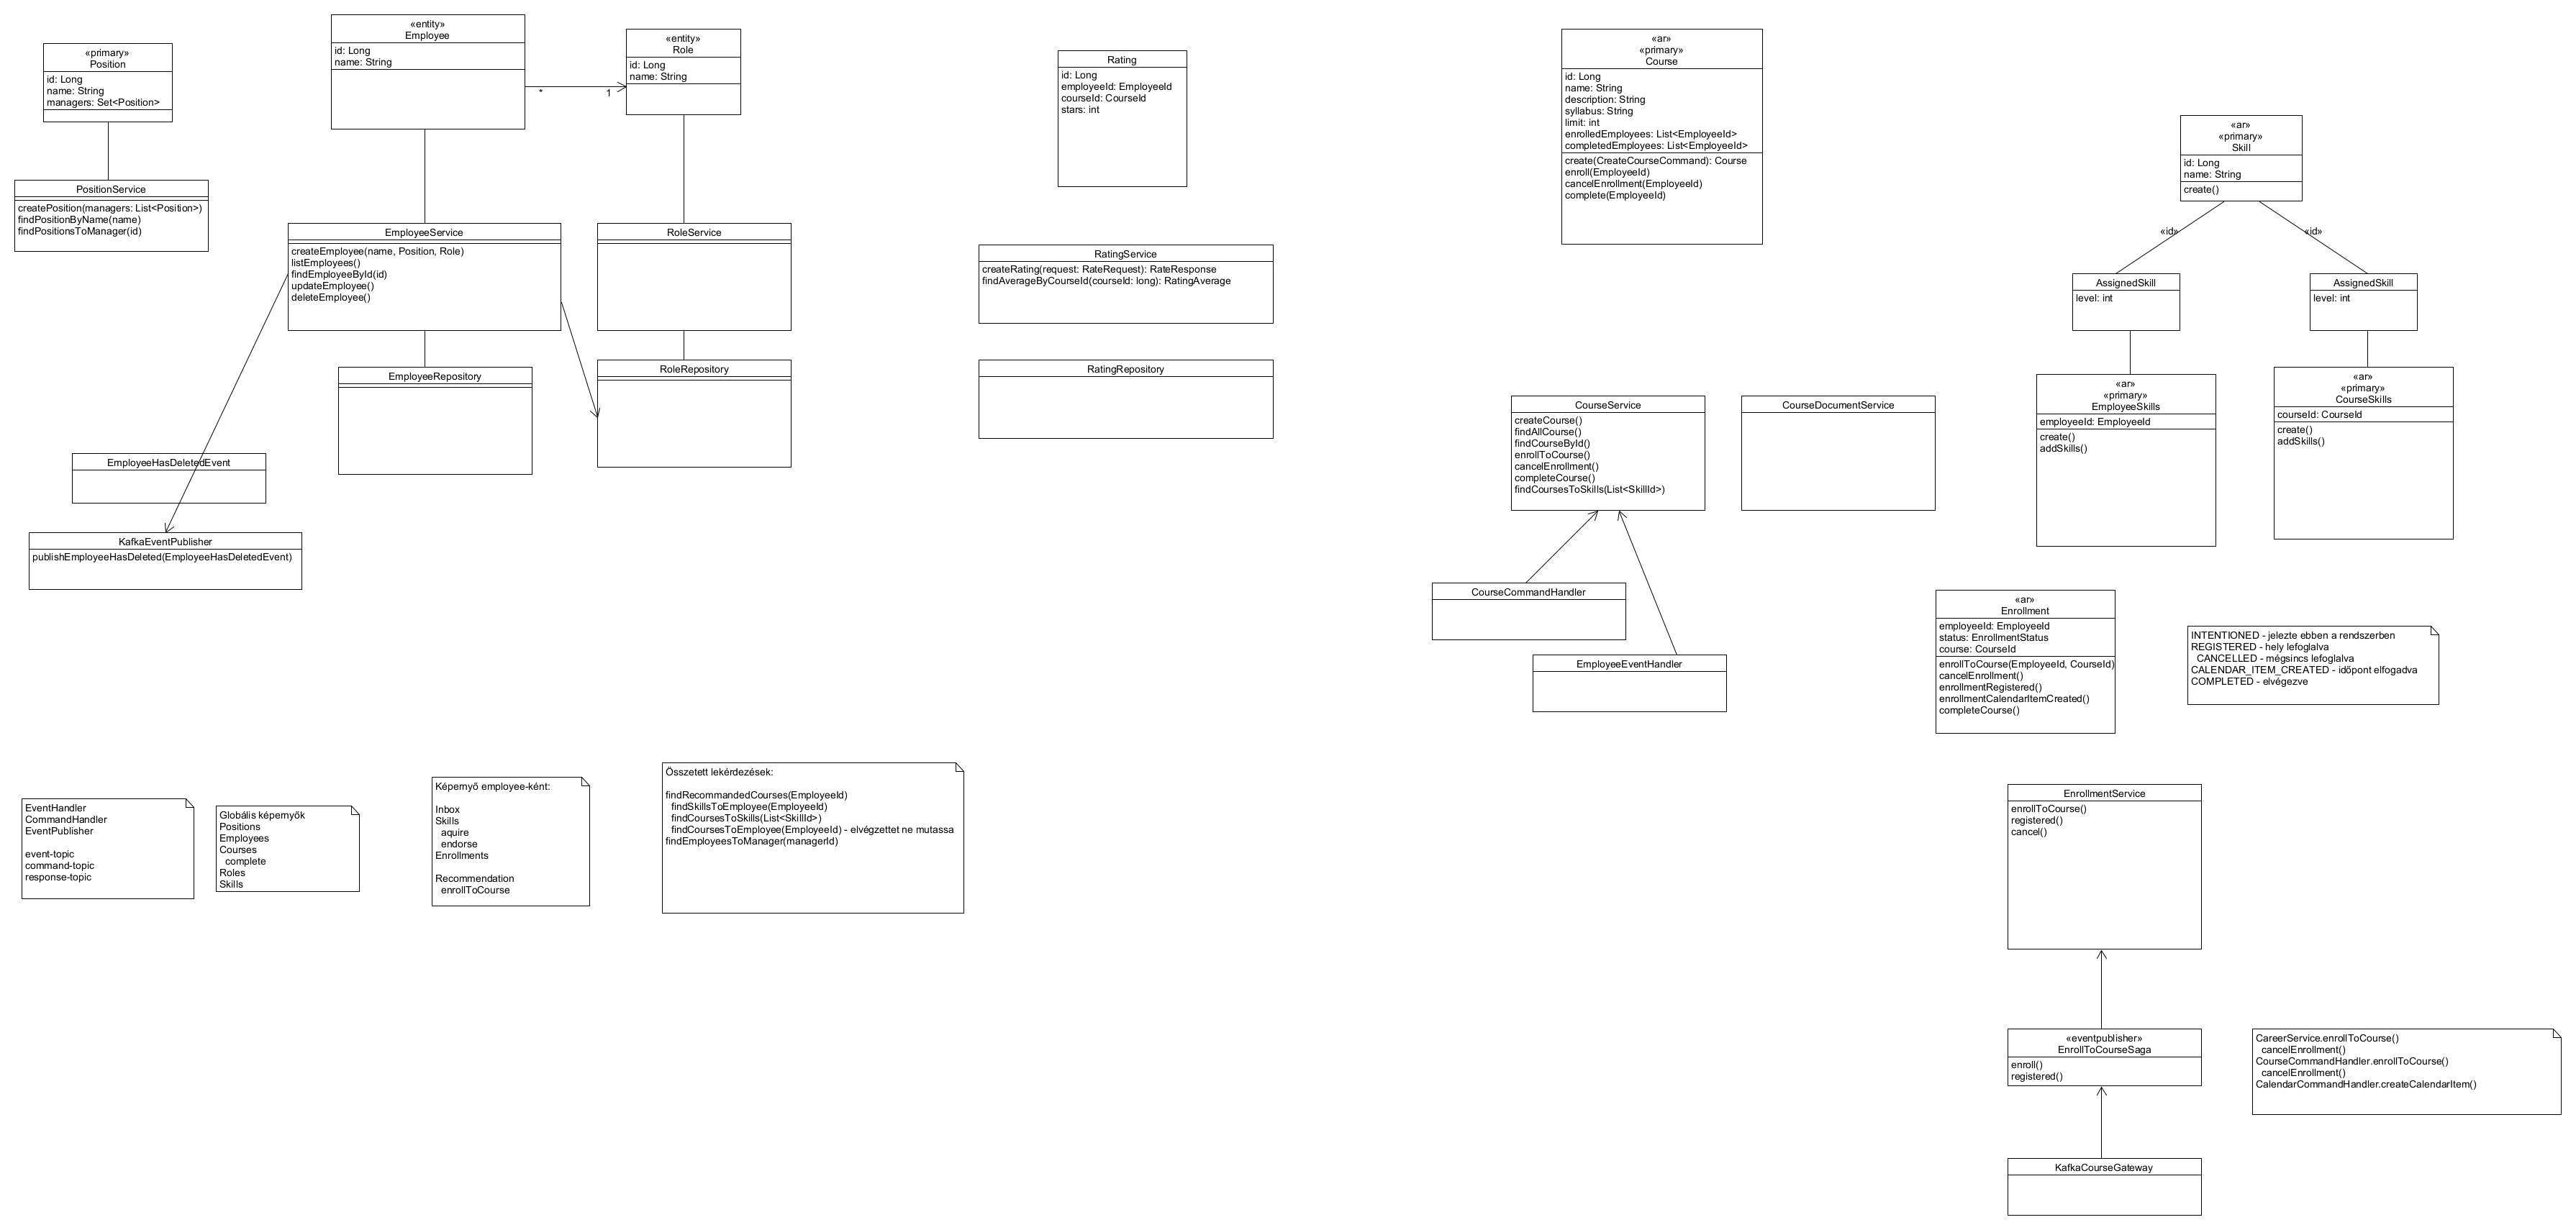 «primary»
Position
id: Long
name: String
managers: Set<Position>
PositionService
createPosition(managers: List<Position>)
findPositionByName(name)
findPositionsToManager(id)
«entity»
Employee
id: Long
name: String
*
1
«entity»
Role
id: Long
name: String
EmployeeService
createEmployee(name, Position, Role)
listEmployees()
findEmployeeById(id)
updateEmployee()
deleteEmployee()
RoleService
EmployeeRepository
RoleRepository
EmployeeHasDeletedEvent
KafkaEventPublisher
publishEmployeeHasDeleted(EmployeeHasDeletedEvent)
Rating
id: Long
employeeId: EmployeeId
courseId: CourseId
stars: int
RatingService
createRating(request: RateRequest): RateResponse
findAverageByCourseId(courseId: long): RatingAverage
RatingRepository
«ar»
«primary»
Course
id: Long
name: String
description: String
syllabus: String
limit: int
enrolledEmployees: List<EmployeeId>
completedEmployees: List<EmployeeId>
create(CreateCourseCommand): Course
enroll(EmployeeId)
cancelEnrollment(EmployeeId)
complete(EmployeeId)
CourseService
createCourse()
findAllCourse()
findCourseById()
enrollToCourse()
cancelEnrollment()
completeCourse()
findCoursesToSkills(List<SkillId>)
CourseDocumentService
CourseCommandHandler
EmployeeEventHandler
«ar»
«primary»
Skill
id: Long
name: String
create()
«id»
«id»
AssignedSkill
level: int
AssignedSkill
level: int
«ar»
«primary»
EmployeeSkills
employeeId: EmployeeId
create()
addSkills()
«ar»
«primary»
CourseSkills
courseId: CourseId
create()
addSkills()
«ar»
Enrollment
employeeId: EmployeeId
status: EnrollmentStatus
course: CourseId
enrollToCourse(EmployeeId, CourseId)
cancelEnrollment()
enrollmentRegistered()
enrollmentCalendarItemCreated()
completeCourse()
INTENTIONED - jelezte ebben a rendszerben
REGISTERED - hely lefoglalva
CANCELLED - mégsincs lefoglalva
CALENDAR_ITEM_CREATED - időpont elfogadva
COMPLETED - elvégezve
EventHandler
CommandHandler
EventPublisher
event-topic
command-topic
response-topic
Globális képernyők
Positions
Employees
Courses
complete
Roles
Skills
Képernyő employee-ként:
Inbox
Skills
aquire
endorse
Enrollments
Recommendation
enrollToCourse
Összetett lekérdezések:
findRecommandedCourses(EmployeeId)
findSkillsToEmployee(EmployeeId)
findCoursesToSkills(List<SkillId>)
findCoursesToEmployee(EmployeeId) - elvégzettet ne mutassa
findEmployeesToManager(managerId)
EnrollmentService
enrollToCourse()
registered()
cancel()
«eventpublisher»
EnrollToCourseSaga
enroll()
registered()
CareerService.enrollToCourse()
cancelEnrollment()
CourseCommandHandler.enrollToCourse()
cancelEnrollment()
CalendarCommandHandler.createCalendarItem()
KafkaCourseGateway